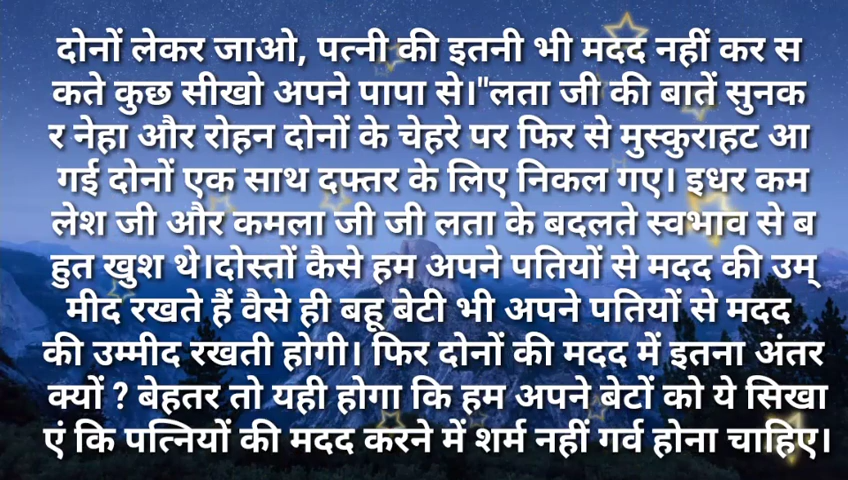 दोनों लेकर जाओ, पत्नी की इतनी भी मदद नहीं कर स
कते कुछ सीखो अपने पापा से।"लता जी की बातें सुनक
र नेहा और रोहन दोनों के चेहरे पर फिर से मुस्कुराहट आ
गई दोनों एक साथ दफ्तर के लिए निकल गए। इधर कम
लेश जी और कमला जी जी लता के बदलते स्वभाव से ब
हुत खुश थे।दोस्तों कैसे हम अपने पतियों से मदद की उम्
मीद रखते हैं वैसे ही बहू बेटी भी अपने पतियों से मदद
की उम्मीद रखती होगी। फिर दोनों की मदद में इतना अंतर
क्यों ? बेहतर तो यही होगा कि हम अपने बेटों को ये सिखा
एं कि पत्नियों की मदद करने में शर्म नहीं गर्व होना चाहिए।